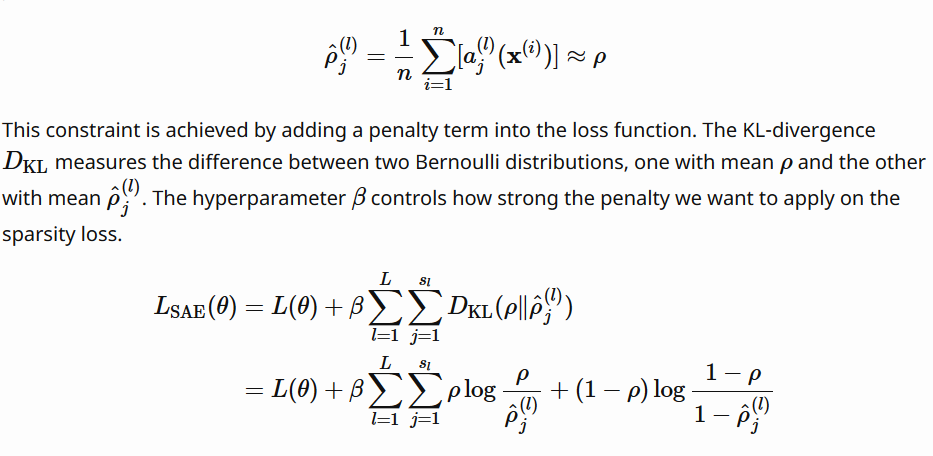 $$\hat{\rho}_j^{(l)} = \frac{1}{n} \sum_{i=1}^{n} [a_j^{(l)}(\mathbf{x}^{(i)})] \approx \rho$$
This constraint is achieved by adding a penalty term into the loss function. The KL-divergence
$D_{\text{KL}}$ measures the difference between two Bernoulli distributions, one with mean $\rho$ and the other
with mean $\hat{\rho}_j^{(l)}$. The hyperparameter $\beta$ controls how strong the penalty we want to apply on the
sparsity loss.
$$L_{\text{SAE}}(\theta) = L(\theta) + \beta \sum_{l=1}^{L} \sum_{j=1}^{s_l} D_{\text{KL}}(\rho \| \hat{\rho}_j^{(l)})$$
$$= L(\theta) + \beta \sum_{l=1}^{L} \sum_{j=1}^{s_l} \rho \log \frac{\rho}{\hat{\rho}_j^{(l)}} + (1 - \rho) \log \frac{1 - \rho}{1 - \hat{\rho}_j^{(l)}}$$